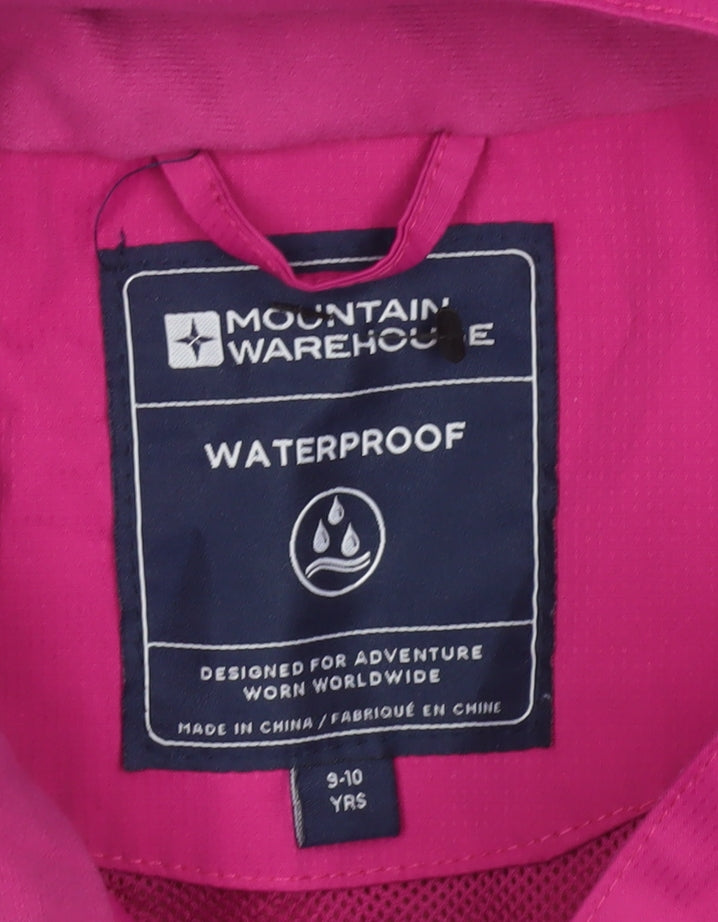 MOUNTAIN
WAREHOUSE
WATERPROOF
DESIGNED FOR ADVENTURE
WORN WORLDWIDE
MADE IN CHINA / FABRIQUÉ EN CHINE
9-10
YRS